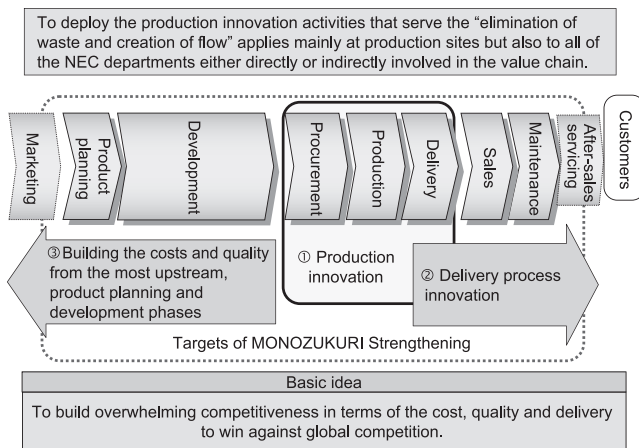 To deploy the production innovation activities that serve the “elimination of
waste and creation of flow” applies mainly at production sites but also to all of
the NEC departments either directly or indirectly involved in the value chain.
Marketing
Product
planning
Development
Procurement
Production
Delivery
Sales
Maintenance
After-sales
servicing
Customers
③ Building the costs and quality
from the most upstream,
product planning and
development phases
① Production
innovation
② Delivery process
innovation
Targets of MONOZUKURI Strengthening
Basic idea
To build overwhelming competitiveness in terms of the cost, quality and delivery
to win against global competition.